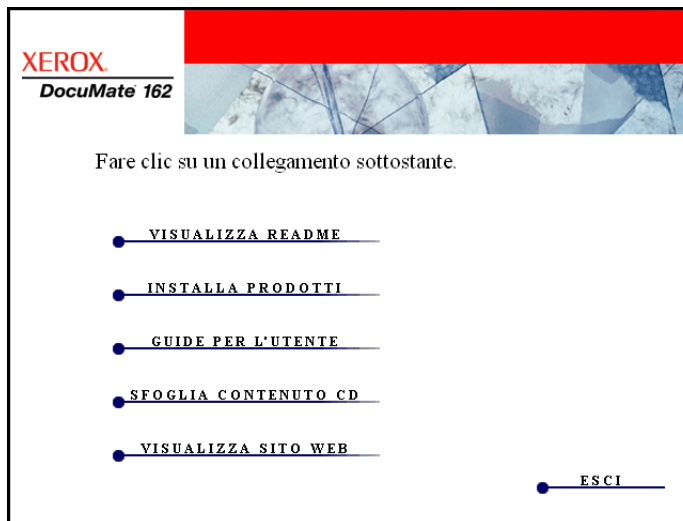 XEROX.
DocuMate 162
Fare clic su un collegamento sottostante.
VISUALIZZA README
INSTALLA PRODOTTI
GUIDE PER L'UTENTE
SFOGLIA CONTENUTO CD
VISUALIZZA SITO WEB
ESCI